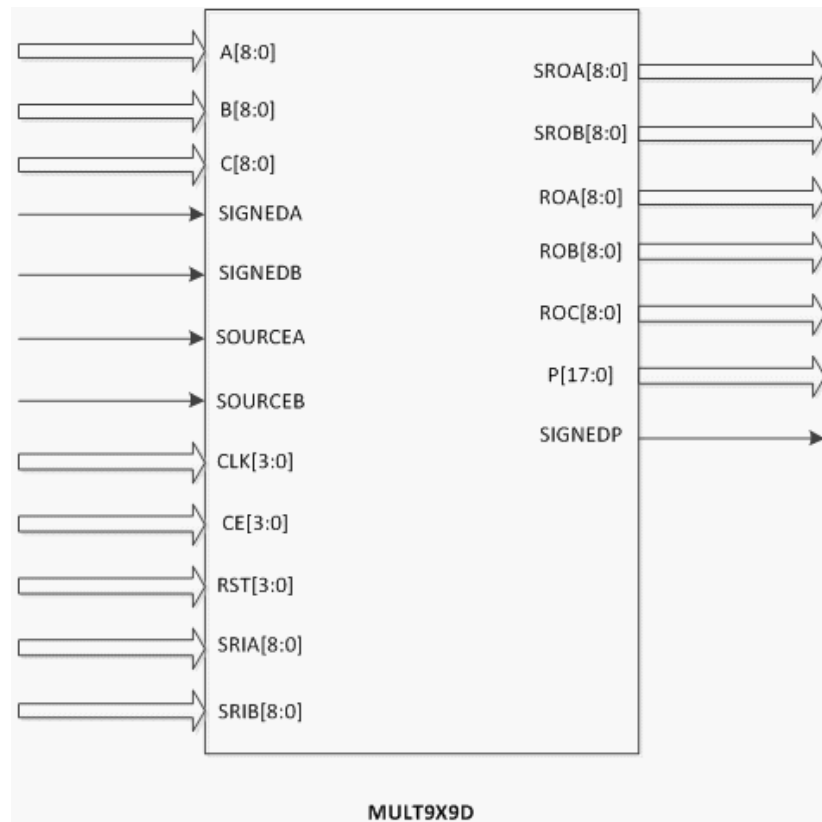 A[8:0]
B[8:0]
C[8:0]
SIGNEDA
SIGNEDB
SOURCEA
SOURCEB
CLK[3:0]
CE[3:0]
RST[3:0]
SRIA[8:0]
SRIB[8:0]
SROA[8:0]
SROB[8:0]
ROA[8:0]
ROB[8:0]
ROC[8:0]
P[17:0]
SIGNEDP
MULT9X9D